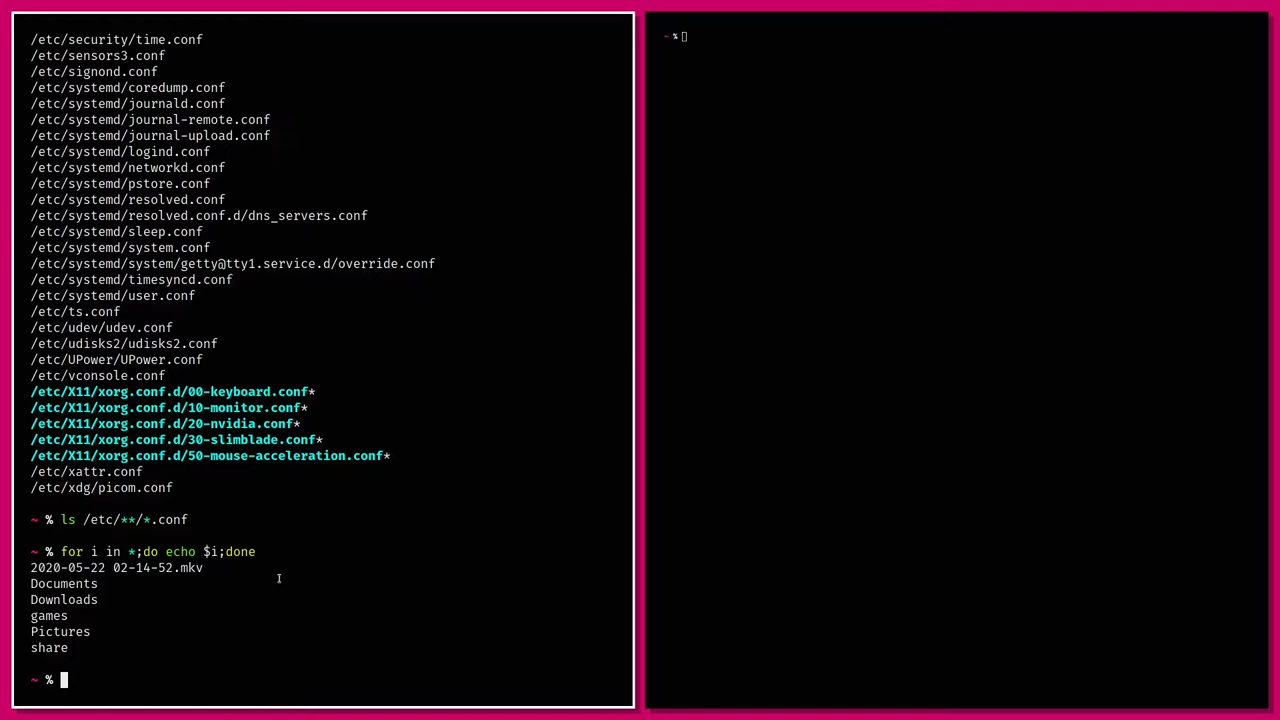 /etc/security/time.conf
/etc/sensors3.conf
/etc/signond.conf
/etc/systemd/coredump.conf
/etc/systemd/journald.conf
/etc/systemd/journal-remote.conf
/etc/systemd/journal-upload.conf
/etc/systemd/logind.conf
/etc/systemd/networkd.conf
/etc/systemd/pstore.conf
/etc/systemd/resolved.conf
/etc/systemd/resolved.conf.d/dns_servers.conf
/etc/systemd/sleep.conf
/etc/systemd/system.conf
/etc/systemd/system/getty@tty1.service.d/override.conf
/etc/systemd/timesyncd.conf
/etc/systemd/user.conf
/etc/ts.conf
/etc/udev/udev.conf
/etc/udisks2/udisks2.conf
/etc/UPower/UPower.conf
/etc/vconsole.conf
/etc/X11/xorg.conf.d/00-keyboard.conf*
/etc/X11/xorg.conf.d/10-monitor.conf*
/etc/X11/xorg.conf.d/20-nvidia.conf*
/etc/X11/xorg.conf.d/30-slimblade.conf*
/etc/X11/xorg.conf.d/50-mouse-acceleration.conf*
/etc/xattr.conf
/etc/xdg/picom.conf
~ % ls /etc/**/*.conf
~ % for i in *;do echo $i;done
2020-05-22 02-14-52.mkv
Documents
Downloads
games
Pictures
share
~ %
~ %